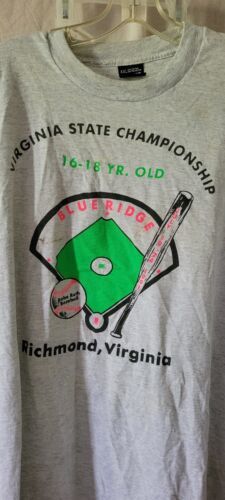 VIRGINIA STATE CHAMPIONSHIP
16-18 YR. OLD
BLUE RIDGE
Babe Ruth
Baseball
Richmond, Virginia